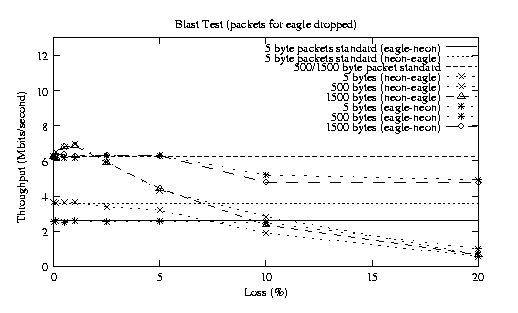 Blast Test (packets for eagle dropped)
5 byte packets standard (eagle-neon)
5 byte packets standard (neon-eagle)
500/1500 byte packet standard
5 bytes (neon-eagle)
500 bytes (neon-eagle)
1500 bytes (neon-eagle)
5 bytes (eagle-neon)
500 bytes (eagle-neon)
1500 bytes (eagle-neon)
Throughput (Mbits/second)
12
10
8
6
4
2
0
0 5 10 15 20
Loss (%)